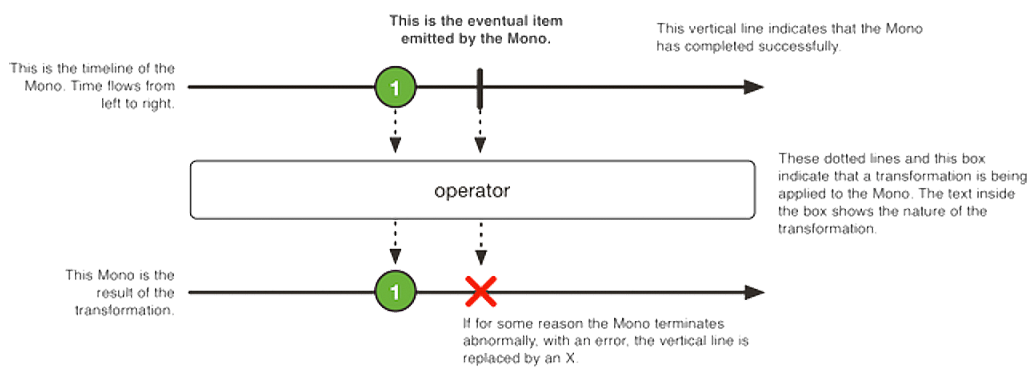 This is the eventual item
emitted by the Mono.
This vertical line indicates that the Mono
has completed successfully.
This is the timeline of the
Mono. Time flows from
left to right.
1
These dotted lines and this box
indicate that a transformation is being
applied to the Mono. The text inside
the box shows the nature of the
transformation.
operator
This Mono is the
result of the
transformation.
1
If for some reason the Mono terminates
abnormally, with an error, the vertical line is
replaced by an X.